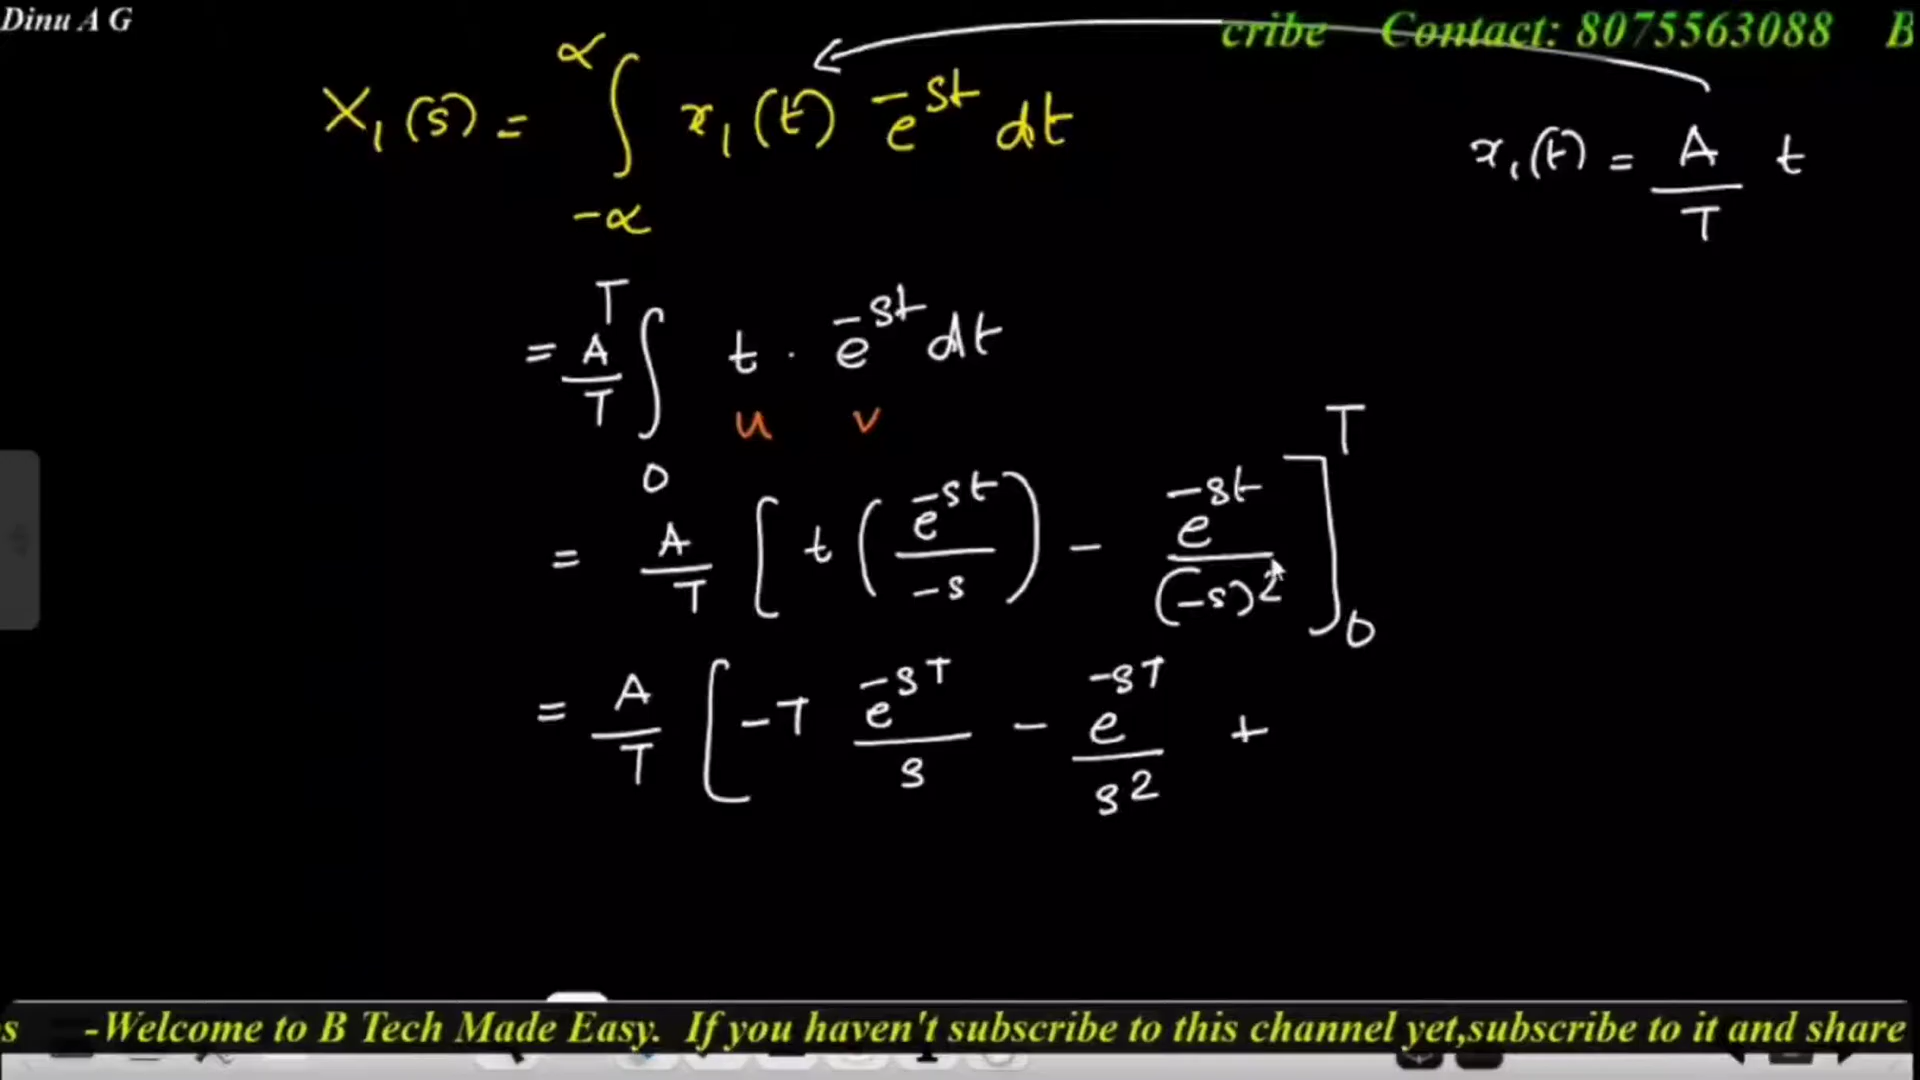 Dinu A G
cribe Contact: 8075563088 B
X₁(s) = ∫_{-α}^{α} x₁(t) e^{-st} dt
x₁(t) = A/T t
= A/T ∫_0^T t · e^{-st} dt
u v
= A/T [ t ( e^{-st} / -s ) - e^{-st} / (-s)² ]_0^T
= A/T [ -T e^{-sT} / s - e^{-sT} / s² +
s -Welcome to B Tech Made Easy. If you haven't subscribe to this channel yet,subscribe to it and share